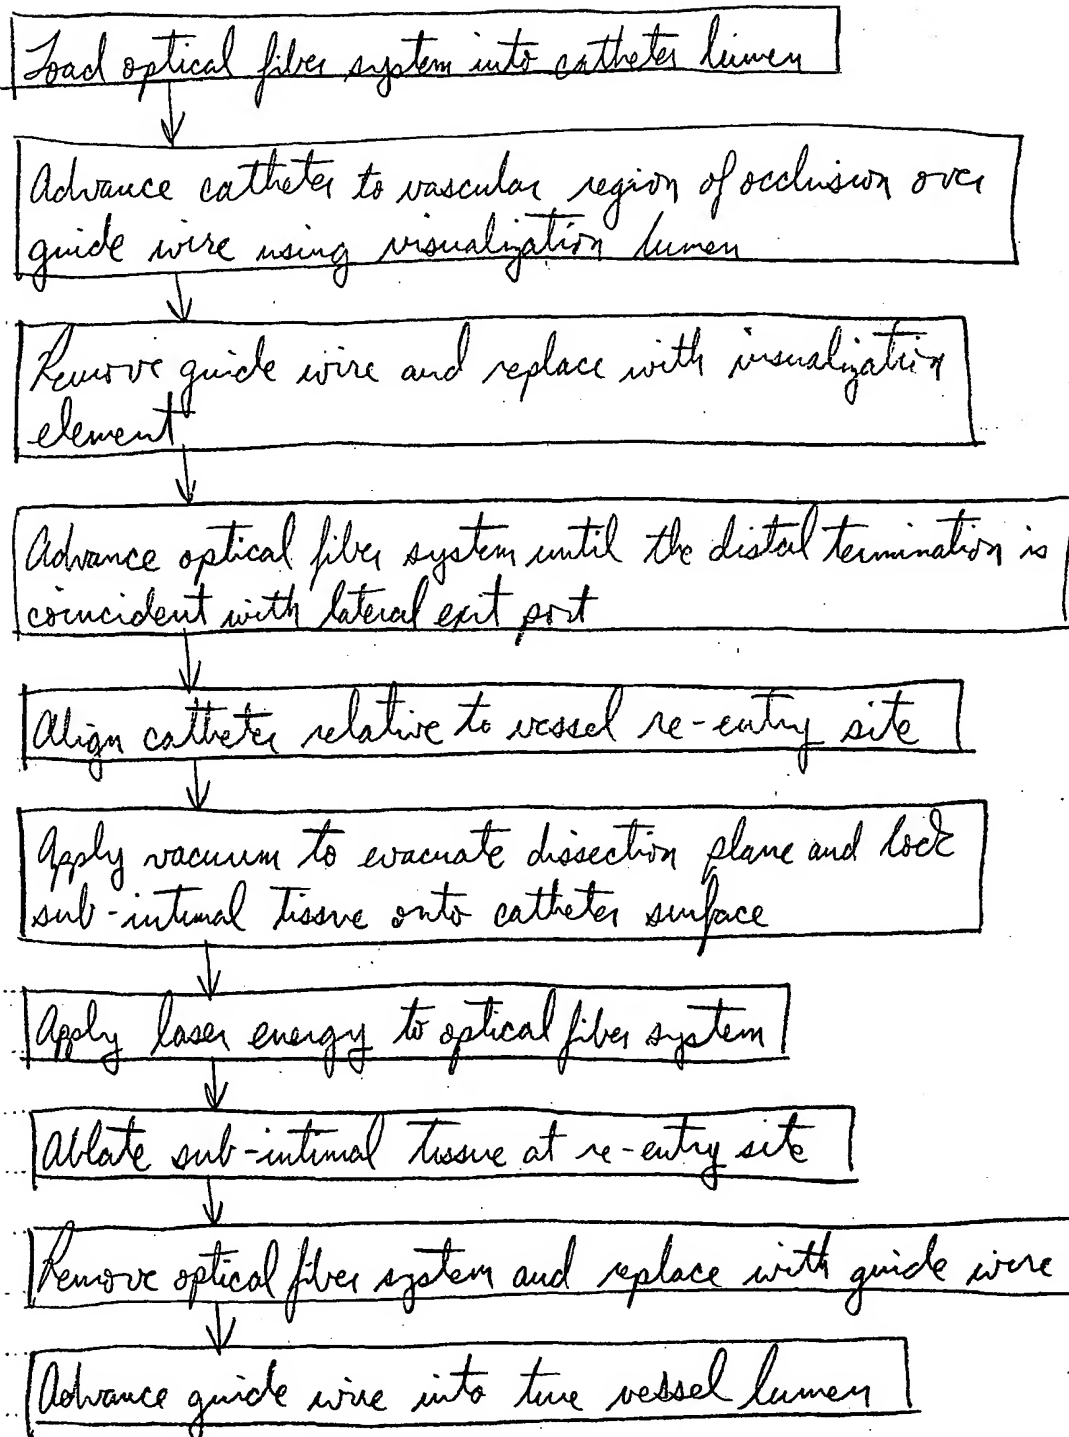 Load optical fiber system into catheter lumen
Advance catheter to vascular region of occlusion over
guide wire using visualization lumen
Remove guide wire and replace with visualization
element
Advance optical fiber system until the distal termination is
coincident with lateral exit port
Align catheter relative to vessel re-entry site
Apply vacuum to evacuate dissection plane and lock
sub-intimal tissue onto catheter surface
Apply laser energy to optical fiber system
Ablate sub-intimal tissue at re-entry site
Remove optical fiber system and replace with guide wire
Advance guide wire into true vessel lumen